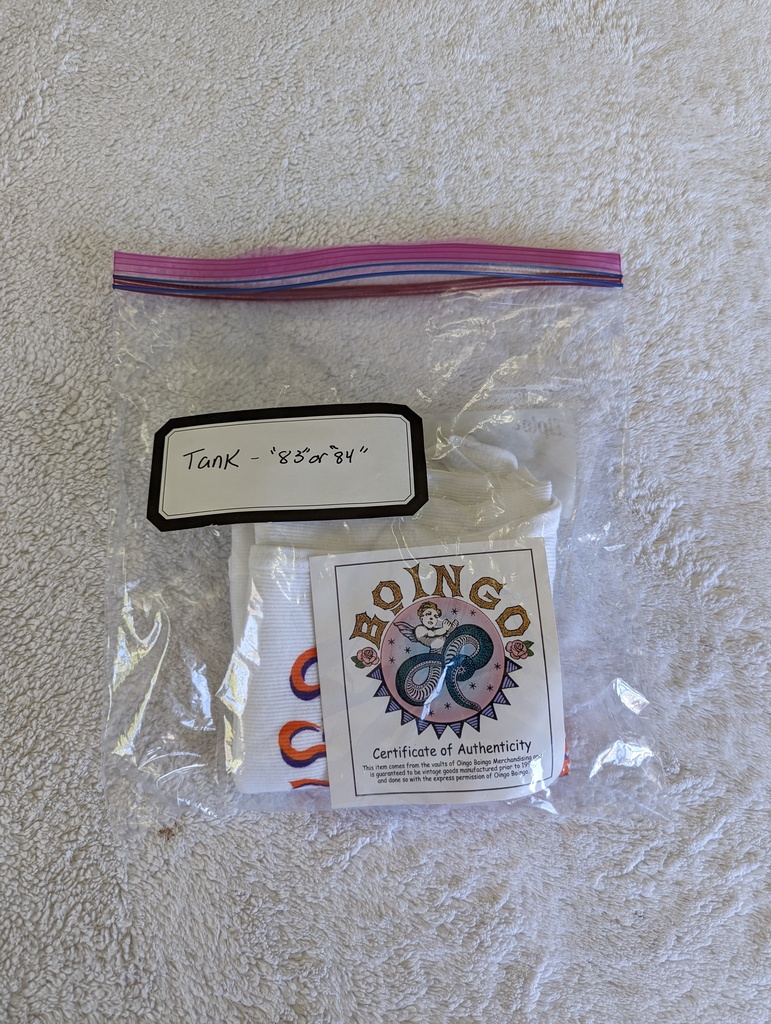 Tank - "83" or "84"
BOINGO
Certificate of Authenticity
This item comes from the vaults of Oingo Boingo Merchandising and
is guaranteed to be vintage goods manufactured prior to
and done so with the express permission of Oingo Boingo.